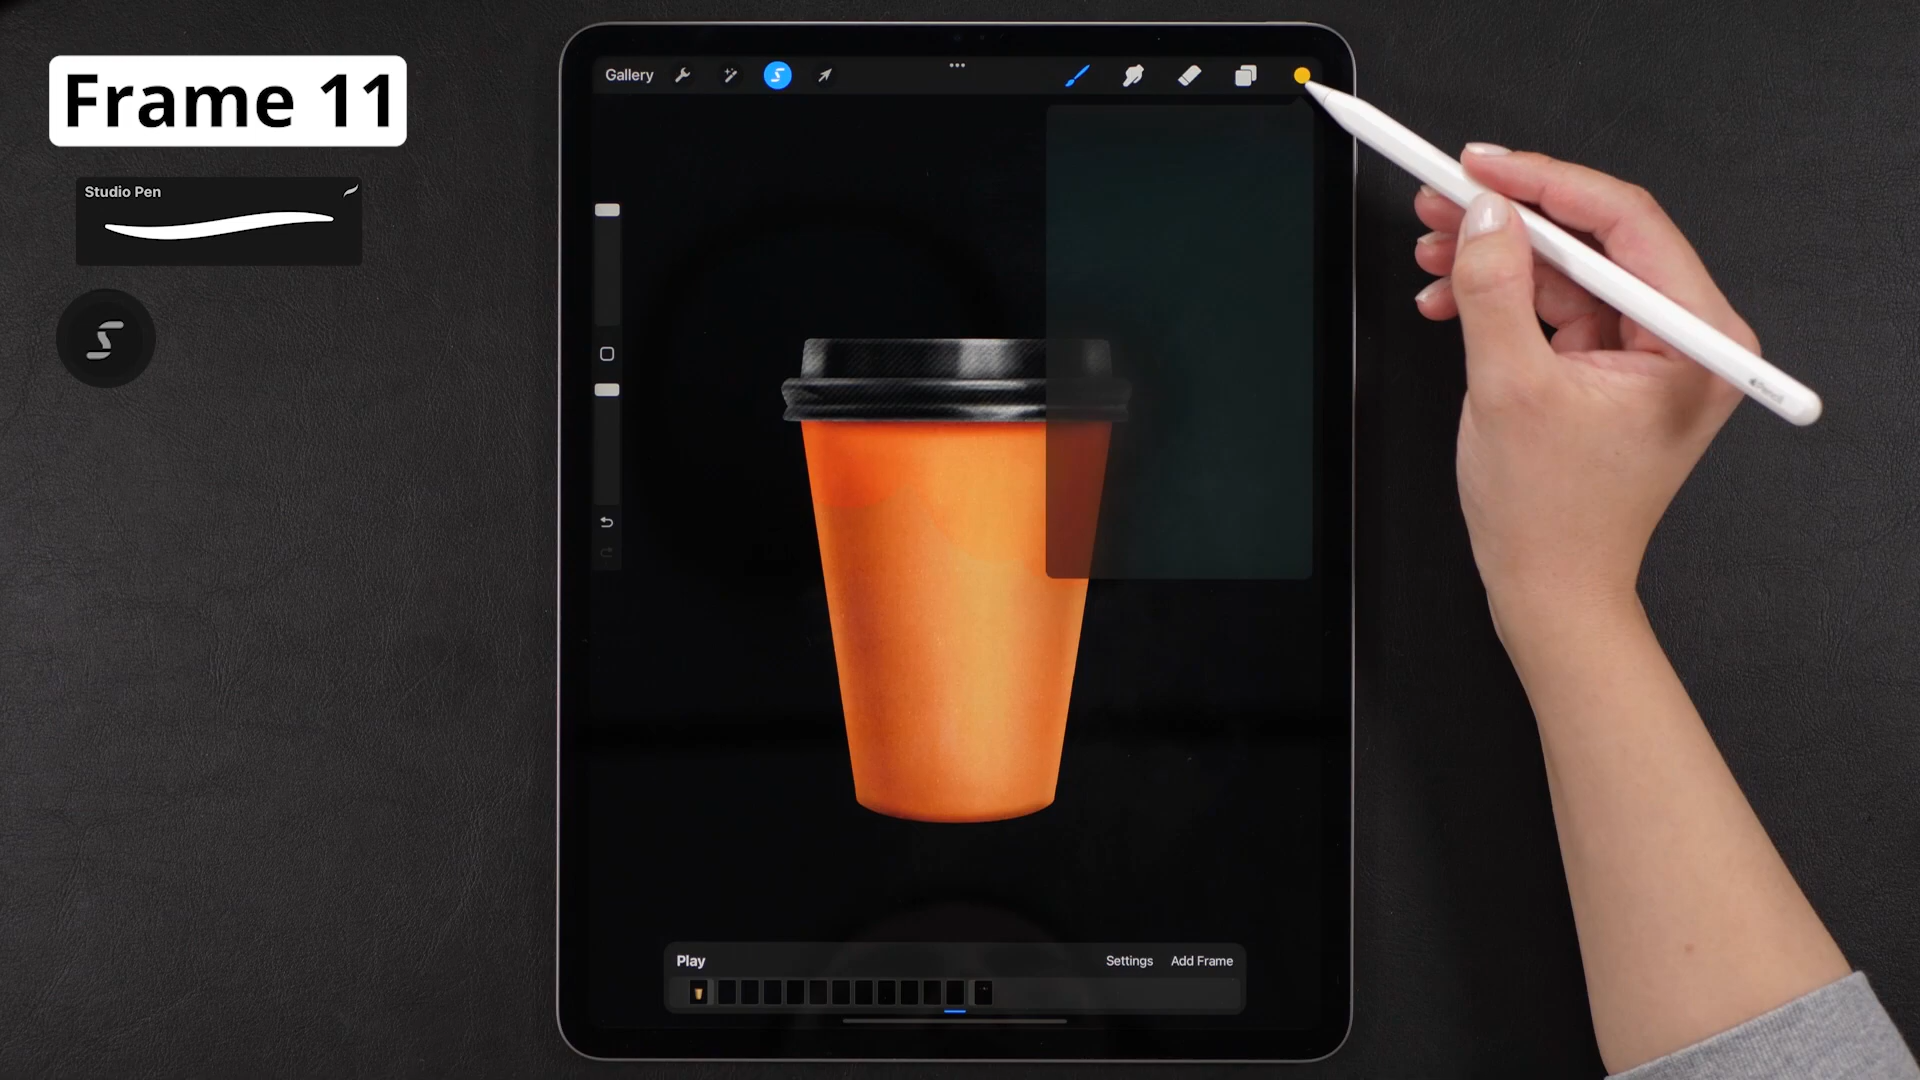 Frame 11
Studio Pen
Gallery
Play
Settings
Add Frame